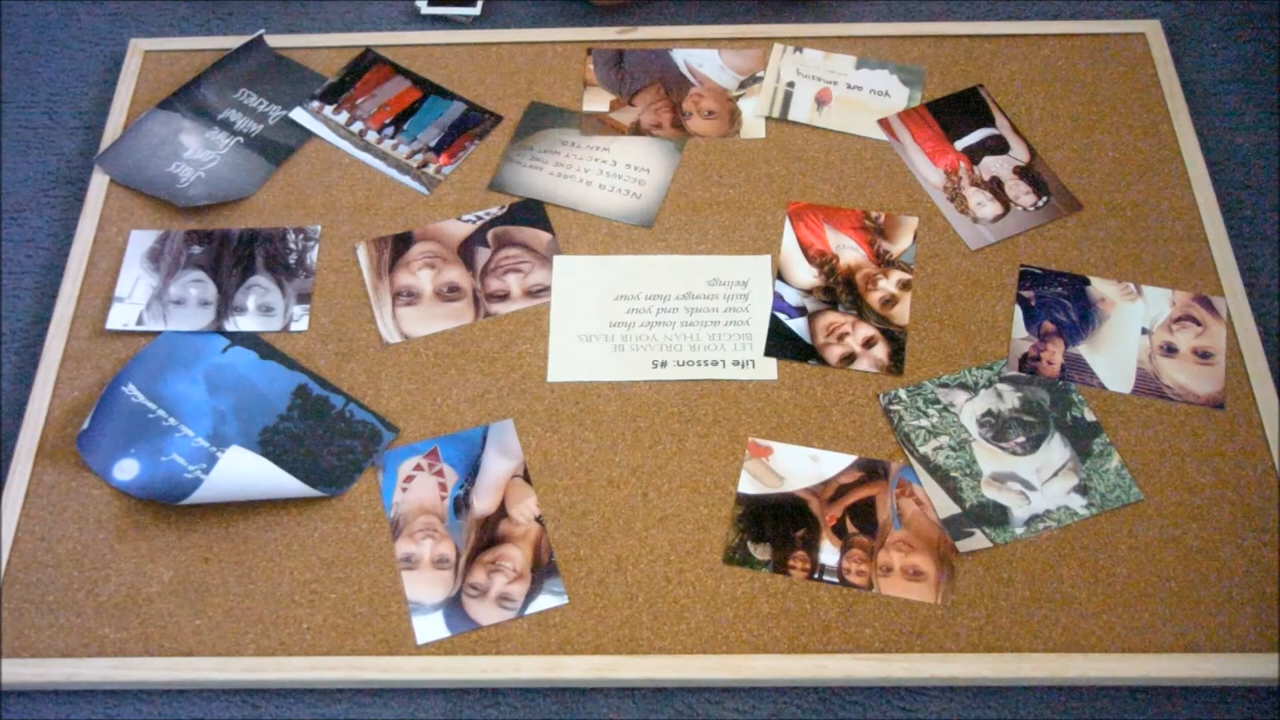 Stars
Can't
Shine
without
Darkness
you are amazing
NEVER REGRET
BECAUSE AT ONE TIME
WAS EXACTLY WHAT
WANTED.
Life Lesson: #5
LET YOUR DREAMS BE
BIGGER THAN YOUR FEARS,
your actions louder than
your words, and your
faith stronger than your
feelings.